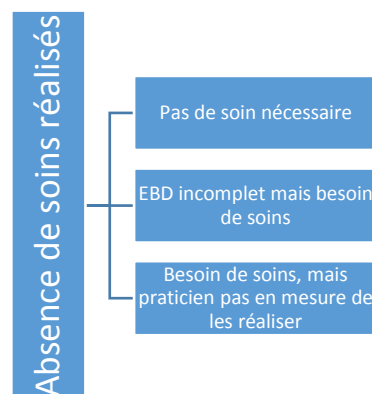 Absence de soins réalisés
Pas de soin nécessaire
EBD incomplet mais besoin
de soins
Besoin de soins, mais
praticien pas en mesure de
les réaliser